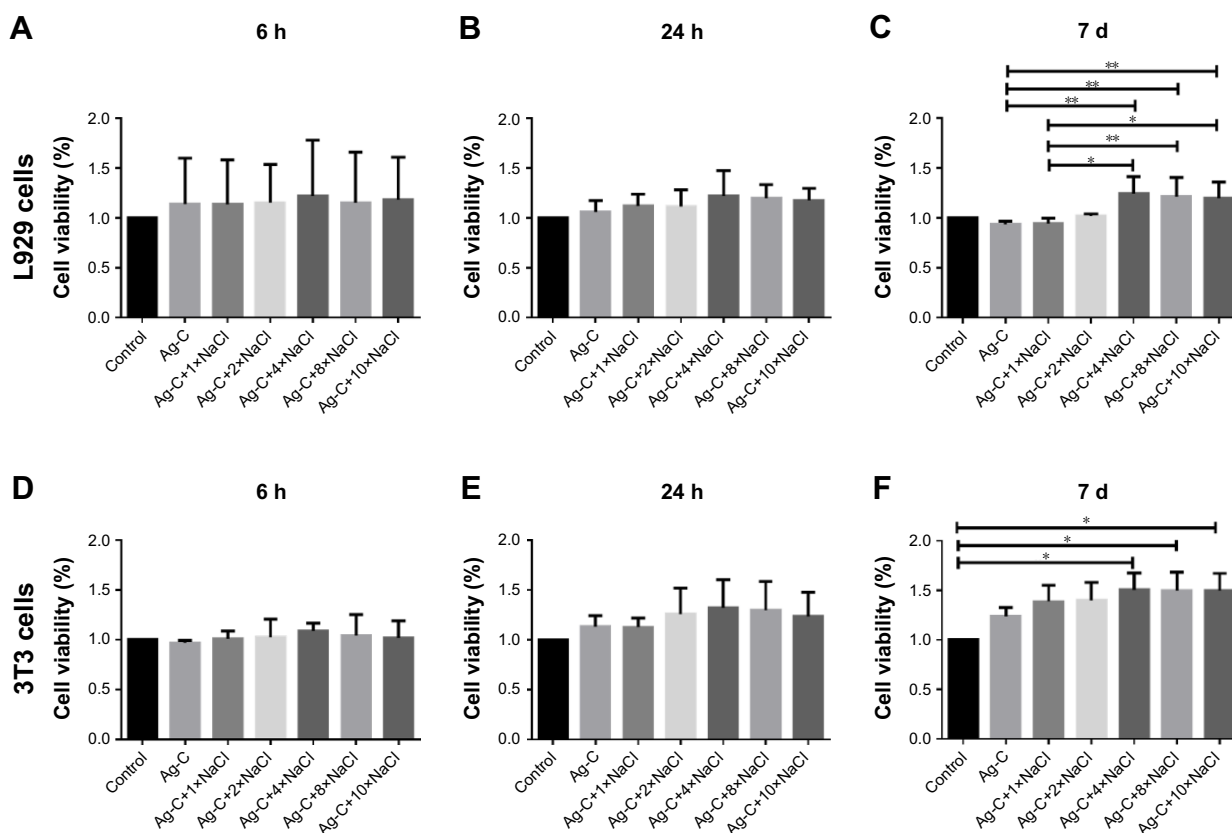 A
6 h
B
24 h
C
7 d
L929 cells
Cell viability (%)
2.0
1.5
1.0
0.5
0.0
Control
Ag-C
Ag-C+1×NaCl
Ag-C+2×NaCl
Ag-C+4×NaCl
Ag-C+8×NaCl
Ag-C+10×NaCl
Cell viability (%)
2.0
1.5
1.0
0.5
0.0
Control
Ag-C
Ag-C+1×NaCl
Ag-C+2×NaCl
Ag-C+4×NaCl
Ag-C+8×NaCl
Ag-C+10×NaCl
**
**
**
*
**
*
Cell viability (%)
2.0
1.5
1.0
0.5
0.0
Control
Ag-C
Ag-C+1×NaCl
Ag-C+2×NaCl
Ag-C+4×NaCl
Ag-C+8×NaCl
Ag-C+10×NaCl
D
6 h
E
24 h
F
7 d
3T3 cells
Cell viability (%)
2.0
1.5
1.0
0.5
0.0
Control
Ag-C
Ag-C+1×NaCl
Ag-C+2×NaCl
Ag-C+4×NaCl
Ag-C+8×NaCl
Ag-C+10×NaCl
Cell viability (%)
2.0
1.5
1.0
0.5
0.0
Control
Ag-C
Ag-C+1×NaCl
Ag-C+2×NaCl
Ag-C+4×NaCl
Ag-C+8×NaCl
Ag-C+10×NaCl
*
*
*
Cell viability (%)
2.0
1.5
1.0
0.5
0.0
Control
Ag-C
Ag-C+1×NaCl
Ag-C+2×NaCl
Ag-C+4×NaCl
Ag-C+8×NaCl
Ag-C+10×NaCl